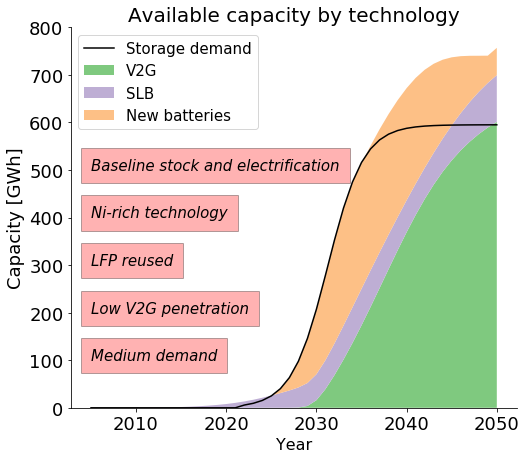 Available capacity by technology
Storage demand
V2G
SLB
New batteries
Baseline stock and electrification
Ni-rich technology
LFP reused
Low V2G penetration
Medium demand
Capacity [GWh]
800
700
600
500
400
300
200
100
0
2010
2020
2030
2040
2050
Year